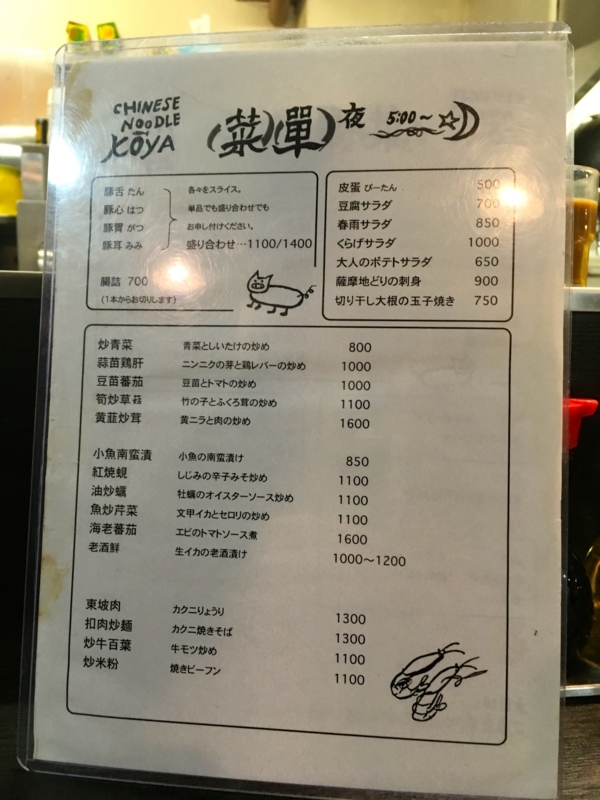 CHINESE
NOODLE
KŌYA
(菜)(單) 夜 5:00〜
豚舌 たん
豚心 はつ
豚胃 がつ
豚耳 みみ
各々をスライス。
単品でも盛り合わせでも
お申し付けください。
盛り合わせ…1100/1400
腸詰 700
(1本からお切りします)
皮蛋 ぴーたん 500
豆腐サラダ 700
春雨サラダ 850
くらげサラダ 1000
大人のポテトサラダ 650
薩摩地どりの刺身 900
切り干し大根の玉子焼き 750
炒青菜 青菜としいたけの炒め 800
蒜苗鶏肝 ニンニクの芽と鶏レバーの炒め 1000
豆苗蕃茄 豆苗とトマトの炒め 1000
筍炒草菇 竹の子とふくろ茸の炒め 1100
黄韮炒茸 黄ニラと肉の炒め 1600
小魚南蛮漬 小魚の南蛮漬け 850
紅焼蜆 しじみの辛子みそ炒め 1100
油炒蠣 牡蠣のオイスターソース炒め 1100
魚炒芹菜 文甲イカとセロリの炒め 1100
海老蕃茄 エビのトマトソース煮 1600
老酒鮮 生イカの老酒漬け 1000〜1200
東坡肉 カクニりょうり 1300
扣肉炒麺 カクニ焼きそば 1300
炒牛百葉 牛モツ炒め 1100
炒米粉 焼きビーフン 1100